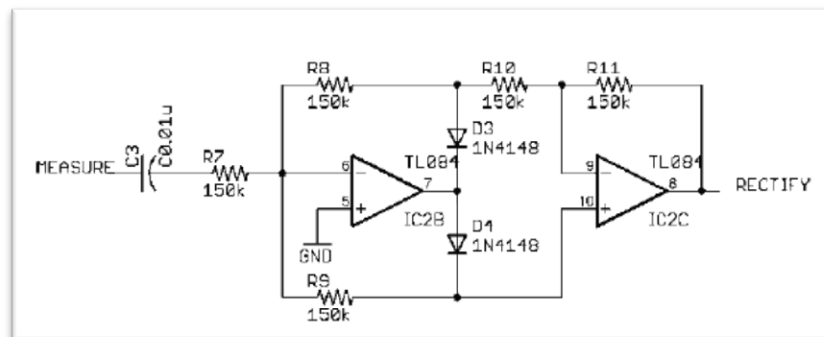 R8
150k
R10
150k
R11
150k
C3
C0.01u
D3
1N4148
MEASURE
R7
150k
6
5
7
TL084
IC2B
GND
9
10
8
TL084
IC2C
RECTIFY
D4
1N4148
R9
150k